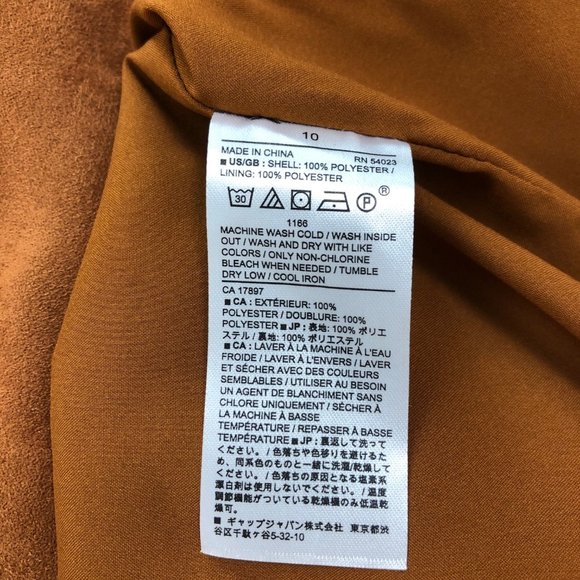 10
MADE IN CHINA RN 54023
■ US/GB : SHELL: 100% POLYESTER /
LINING: 100% POLYESTER
30 P ®
1166
MACHINE WASH COLD / WASH INSIDE
OUT / WASH AND DRY WITH LIKE
COLORS / ONLY NON-CHLORINE
BLEACH WHEN NEEDED / TUMBLE
DRY LOW / COOL IRON
CA 17897
■ CA : EXTÉRIEUR: 100%
POLYESTER / DOUBLURE: 100%
POLYESTER ■ JP : 表地: 100% ポリエ
ステル / 裏地: 100% ポリエステル
■ CA : LAVER À LA MACHINE À L'EAU
FROIDE / LAVER À L'ENVERS / LAVER
ET SÉCHER AVEC DES COULEURS
SEMBLABLES / UTILISER AU BESOIN
UN AGENT DE BLANCHIMENT SANS
CHLORE UNIQUEMENT / SÉCHER À
LA MACHINE À BASSE
TEMPÉRATURE / REPASSER À BASSE
TEMPÉRATURE ■ JP : 裏返して洗って
ください。/ 色落ちや色移りを避けるた
め、同系色のものと一緒に洗濯/乾燥して
ください。/ 色落ちの原因となる塩素系
漂白剤は使用しないでください。/ 温度
調節機能がついている乾燥機のみ低温乾
燥可。
■ ギャップジャパン株式会社 東京都渋
谷区千駄ヶ谷5-32-10